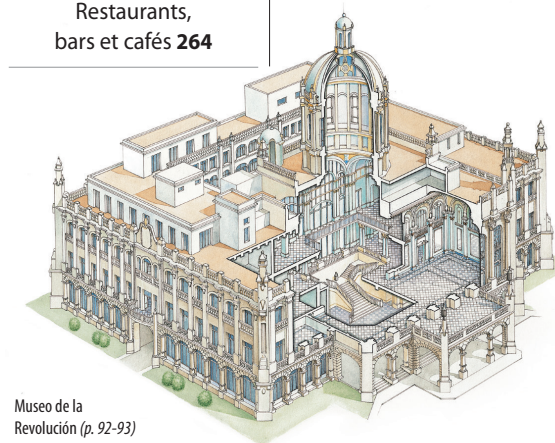 Restaurants,
bars et cafés 264
Museo de la
Revolución (p. 92-93)